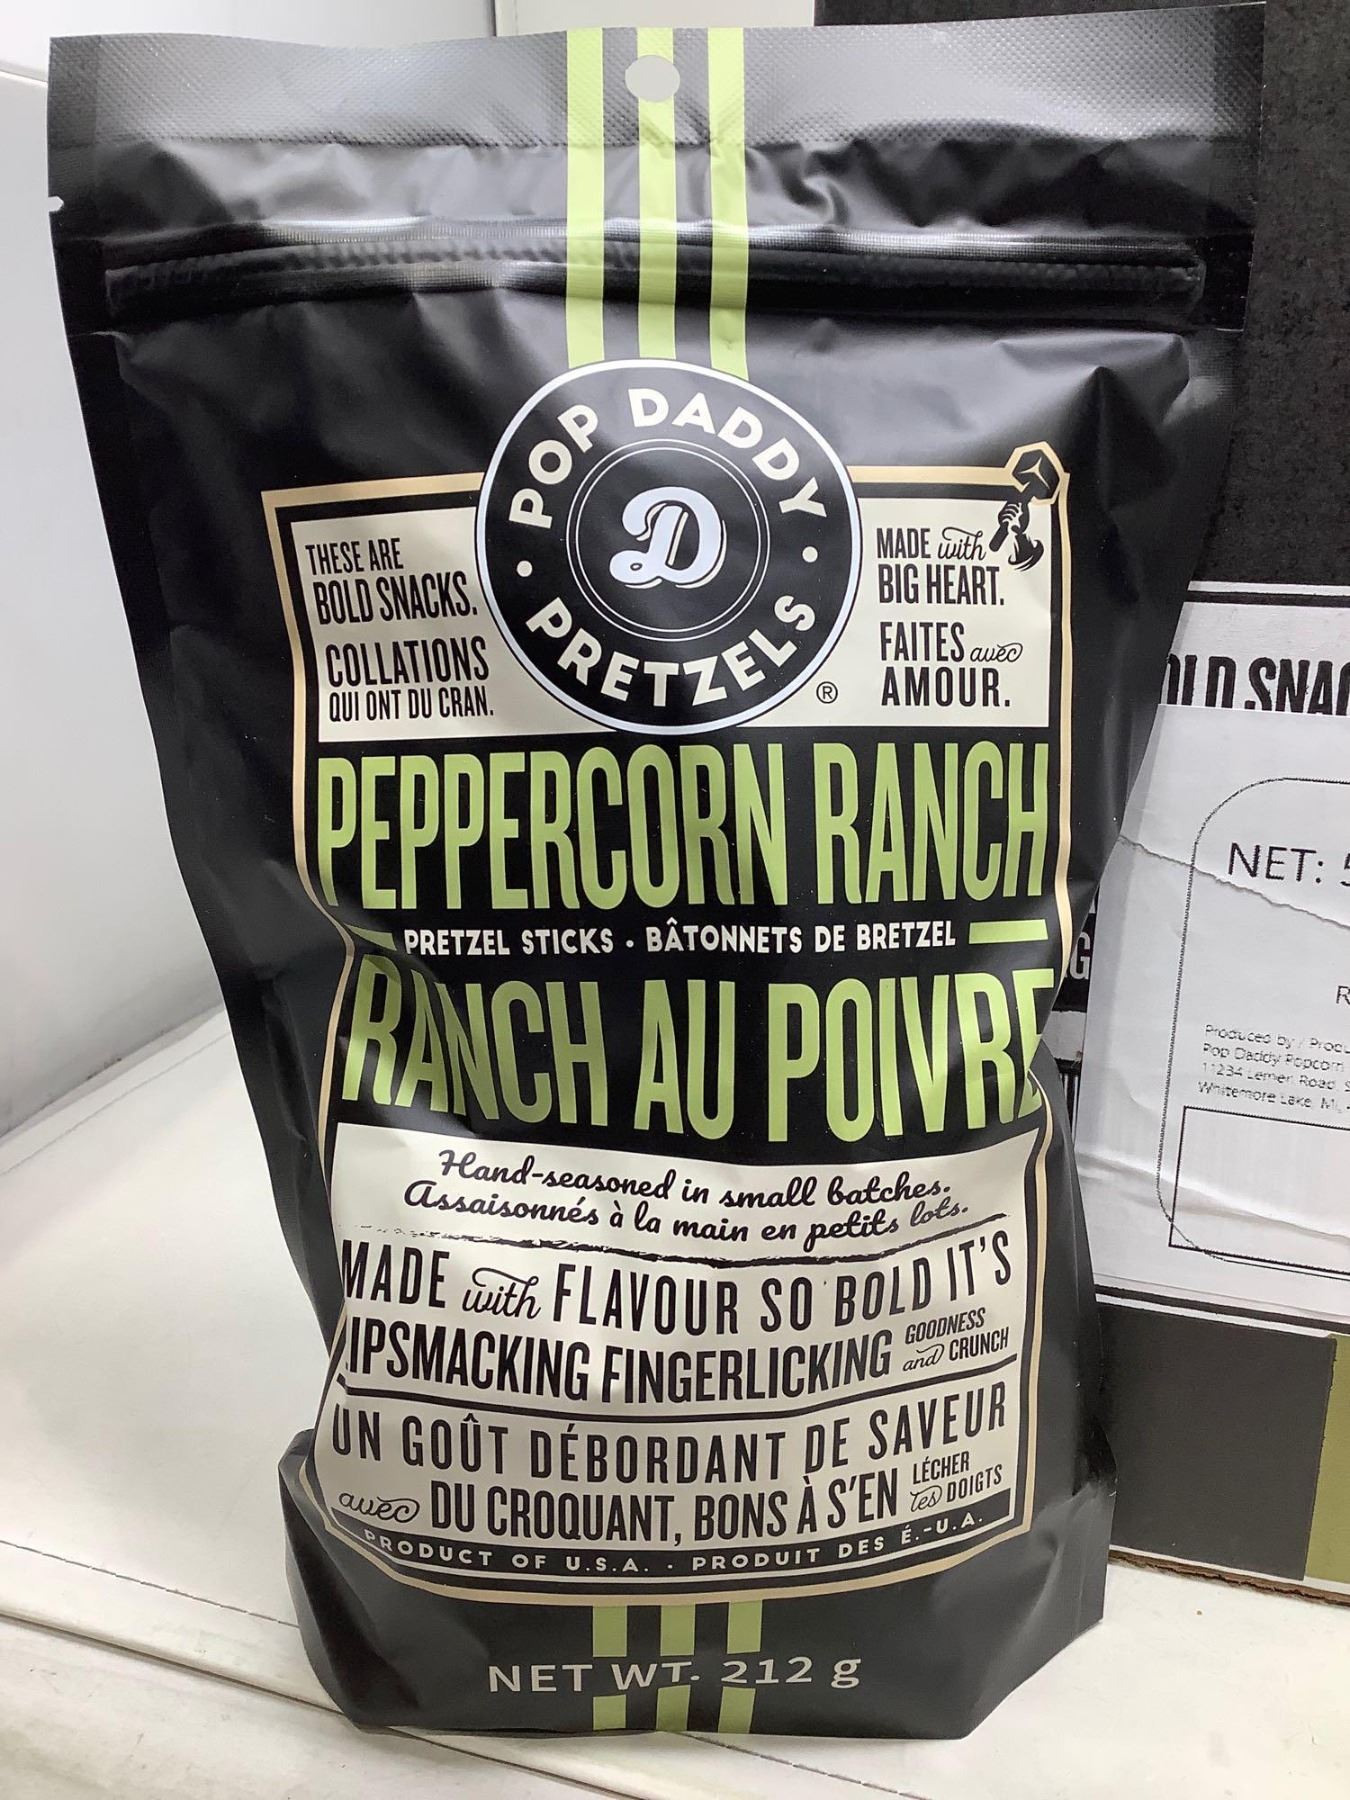 POP DADDY
D
PRETZELS
®
THESE ARE
BOLD SNACKS.
COLLATIONS
QUI ONT DU CRAN.
MADE with
BIG HEART.
FAITES avec
AMOUR.
PEPPERCORN RANCH
PRETZEL STICKS · BÂTONNETS DE BRETZEL
RANCH AU POIVRE
Hand-seasoned in small batches.
Assaisonnés à la main en petits lots.
MADE with FLAVOUR SO BOLD IT'S
LIPSMACKING FINGERLICKING GOODNESS and CRUNCH
UN GOÛT DÉBORDANT DE SAVEUR
avec DU CROQUANT, BONS À S'EN LÉCHER les DOIGTS
PRODUCT OF U.S.A. · PRODUIT DES É.-U.A.
NET WT. 212 g
NET:
Produced by /
Pop Daddy Popcorn
11234 Lemen Road
Whitmore Lake, MI,